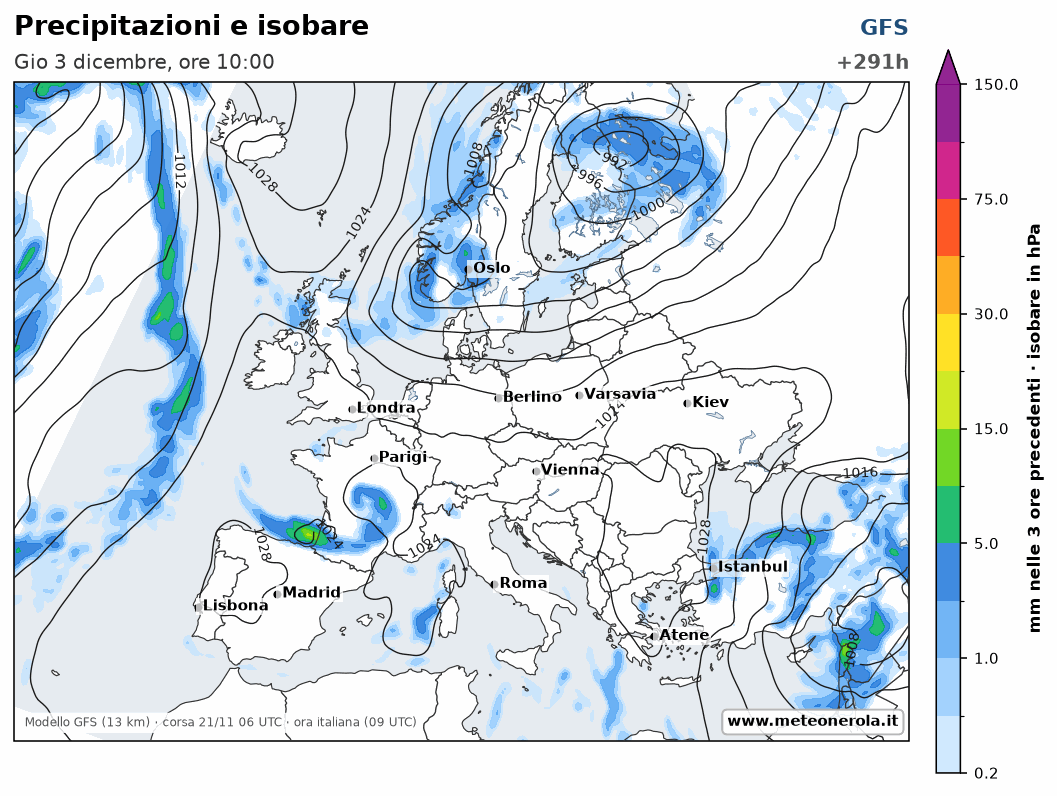 Precipitazioni e isobare
GFS
Gio 3 dicembre, ore 10:00
+291h
150.0
75.0
30.0
15.0
5.0
1.0
0.2
mm nelle 3 ore precedenti · isobare in hPa
1012
1028
1024
1008
992
996
1000
Oslo
Londra
Berlino
Varsavia
Kiev
Parigi
Vienna
1016
1028
1024
1028
1024
Istanbul
Madrid
Roma
Lisbona
Atene
1008
Modello GFS (13 km) · corsa 21/11 06 UTC · ora italiana (09 UTC)
www.meteonerola.it